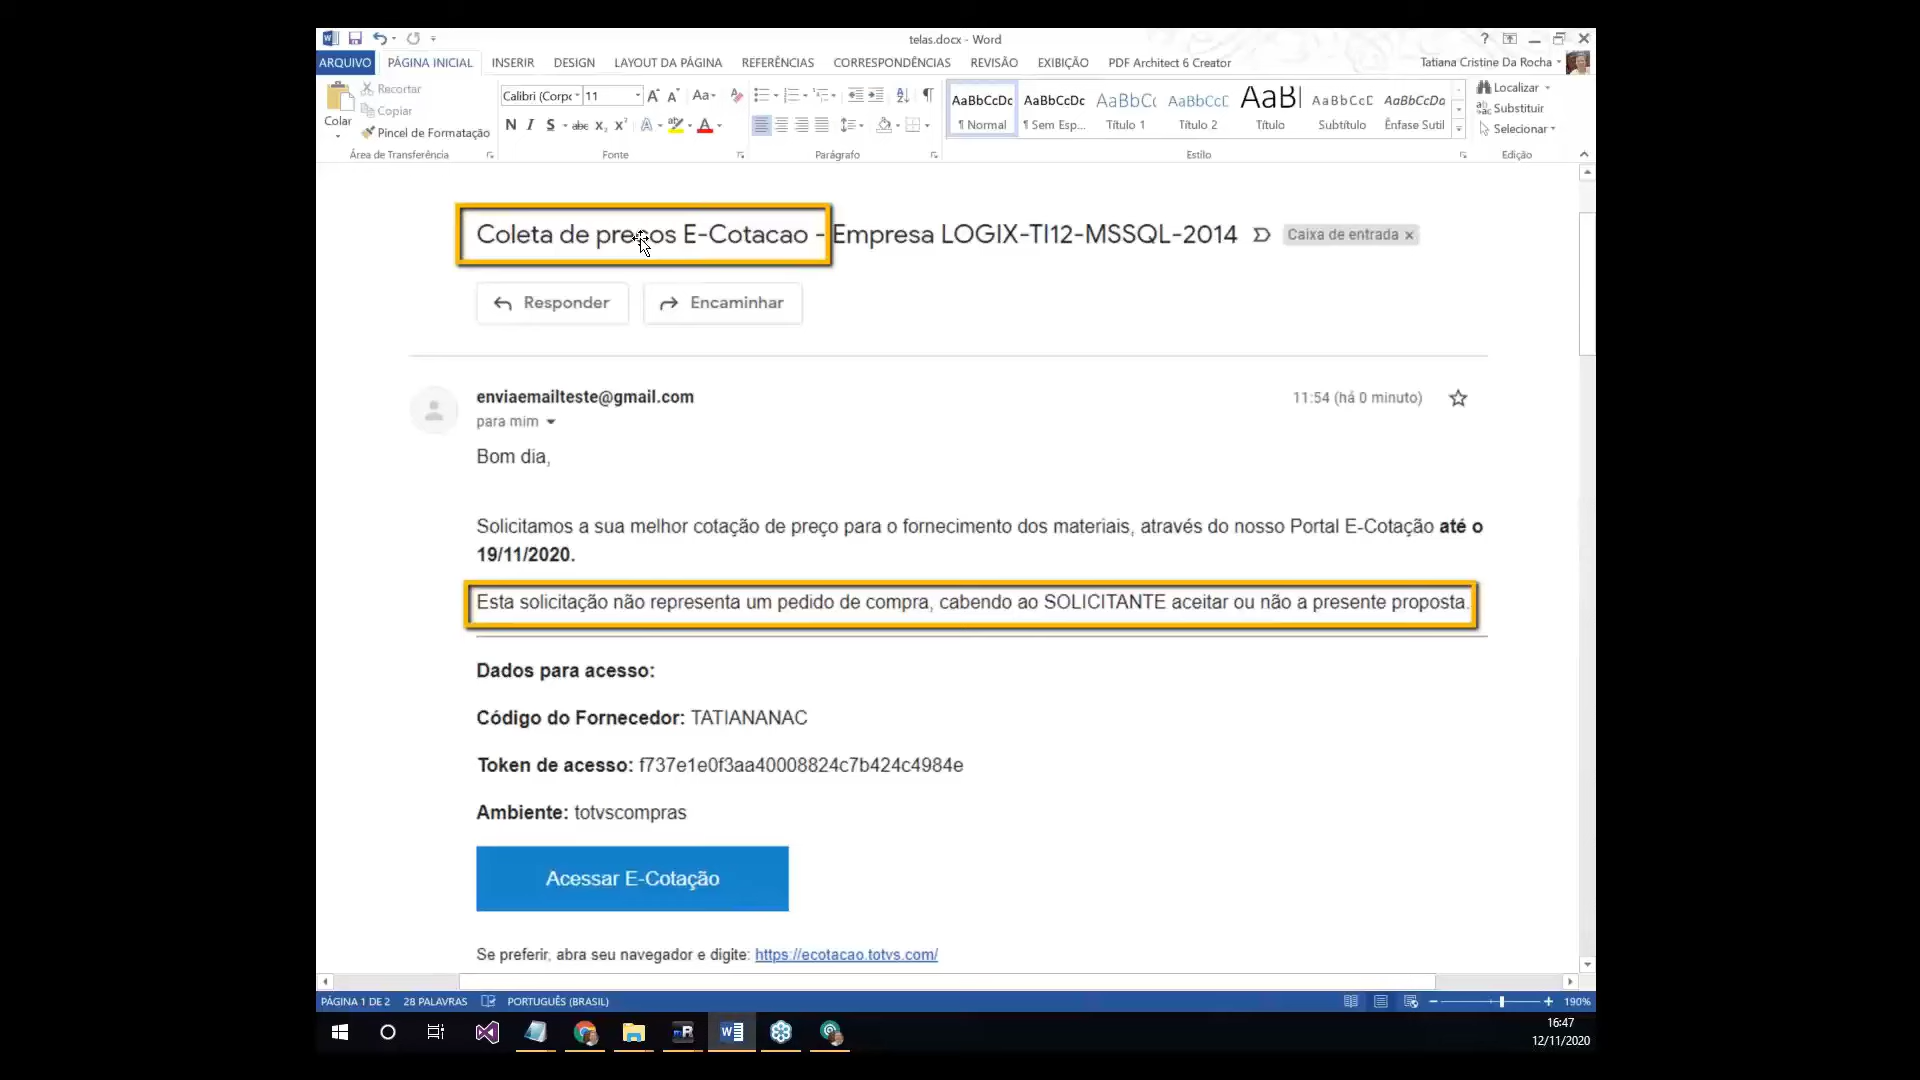 telas.docx - Word
ARQUIVO PÁGINA INICIAL INSERIR DESIGN LAYOUT DA PÁGINA REFERÊNCIAS CORRESPONDÊNCIAS REVISÃO EXIBIÇÃO PDF Architect 6 Creator Tatiana Cristine Da Rocha
Colar
Recortar
Copiar
Pincel de Formatação
Calibri (Corpc 11
Aa
N I S abc X₂ X² A A
AaBbCcDc AaBbCcDc AaBbC( AaBbCcC AaB AaBbCcC AaBbCcDa
¶ Normal ¶ Sem Esp... Título 1 Título 2 Título Subtítulo Ênfase Sutil
Localizar
Substituir
Selecionar
Área de Transferência Fonte Parágrafo Estilo Edição
Coleta de preços E-Cotacao - Empresa LOGIX-TI12-MSSQL-2014 Caixa de entrada ×
Responder Encaminhar
enviaemailteste@gmail.com 11:54 (há 0 minuto)
para mim
Bom dia,
Solicitamos a sua melhor cotação de preço para o fornecimento dos materiais, através do nosso Portal E-Cotação até o
19/11/2020.
Esta solicitação não representa um pedido de compra, cabendo ao SOLICITANTE aceitar ou não a presente proposta.
Dados para acesso:
Código do Fornecedor: TATIANANAC
Token de acesso: f737e1e0f3aa40008824c7b424c4984e
Ambiente: totvscompras
Acessar E-Cotação
Se preferir, abra seu navegador e digite: https://ecotacao.totvs.com/
PÁGINA 1 DE 2 28 PALAVRAS PORTUGUÊS (BRASIL) 190%
16:47
12/11/2020